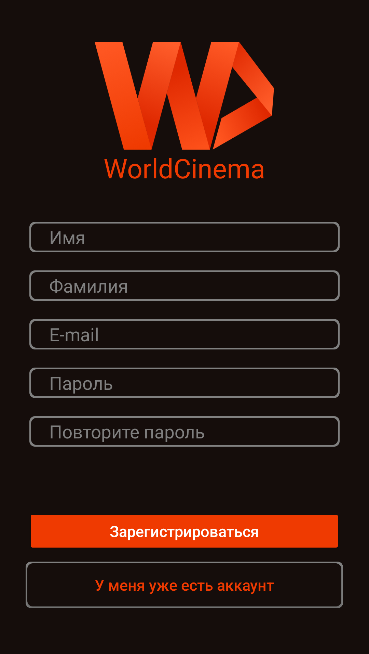 WorldCinema
Имя
Фамилия
E-mail
Пароль
Повторите пароль
Зарегистрироваться
У меня уже есть аккаунт